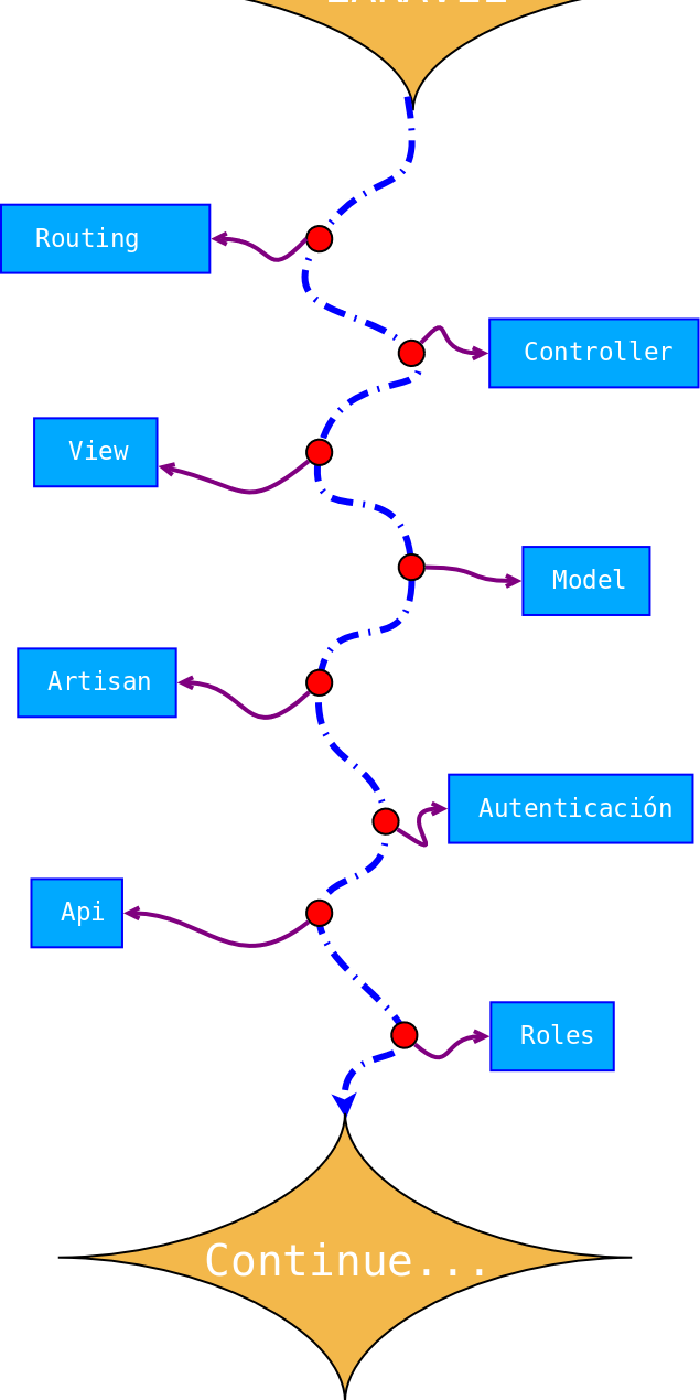 Routing
Controller
View
Model
Artisan
Autenticación
Api
Roles
Continue...